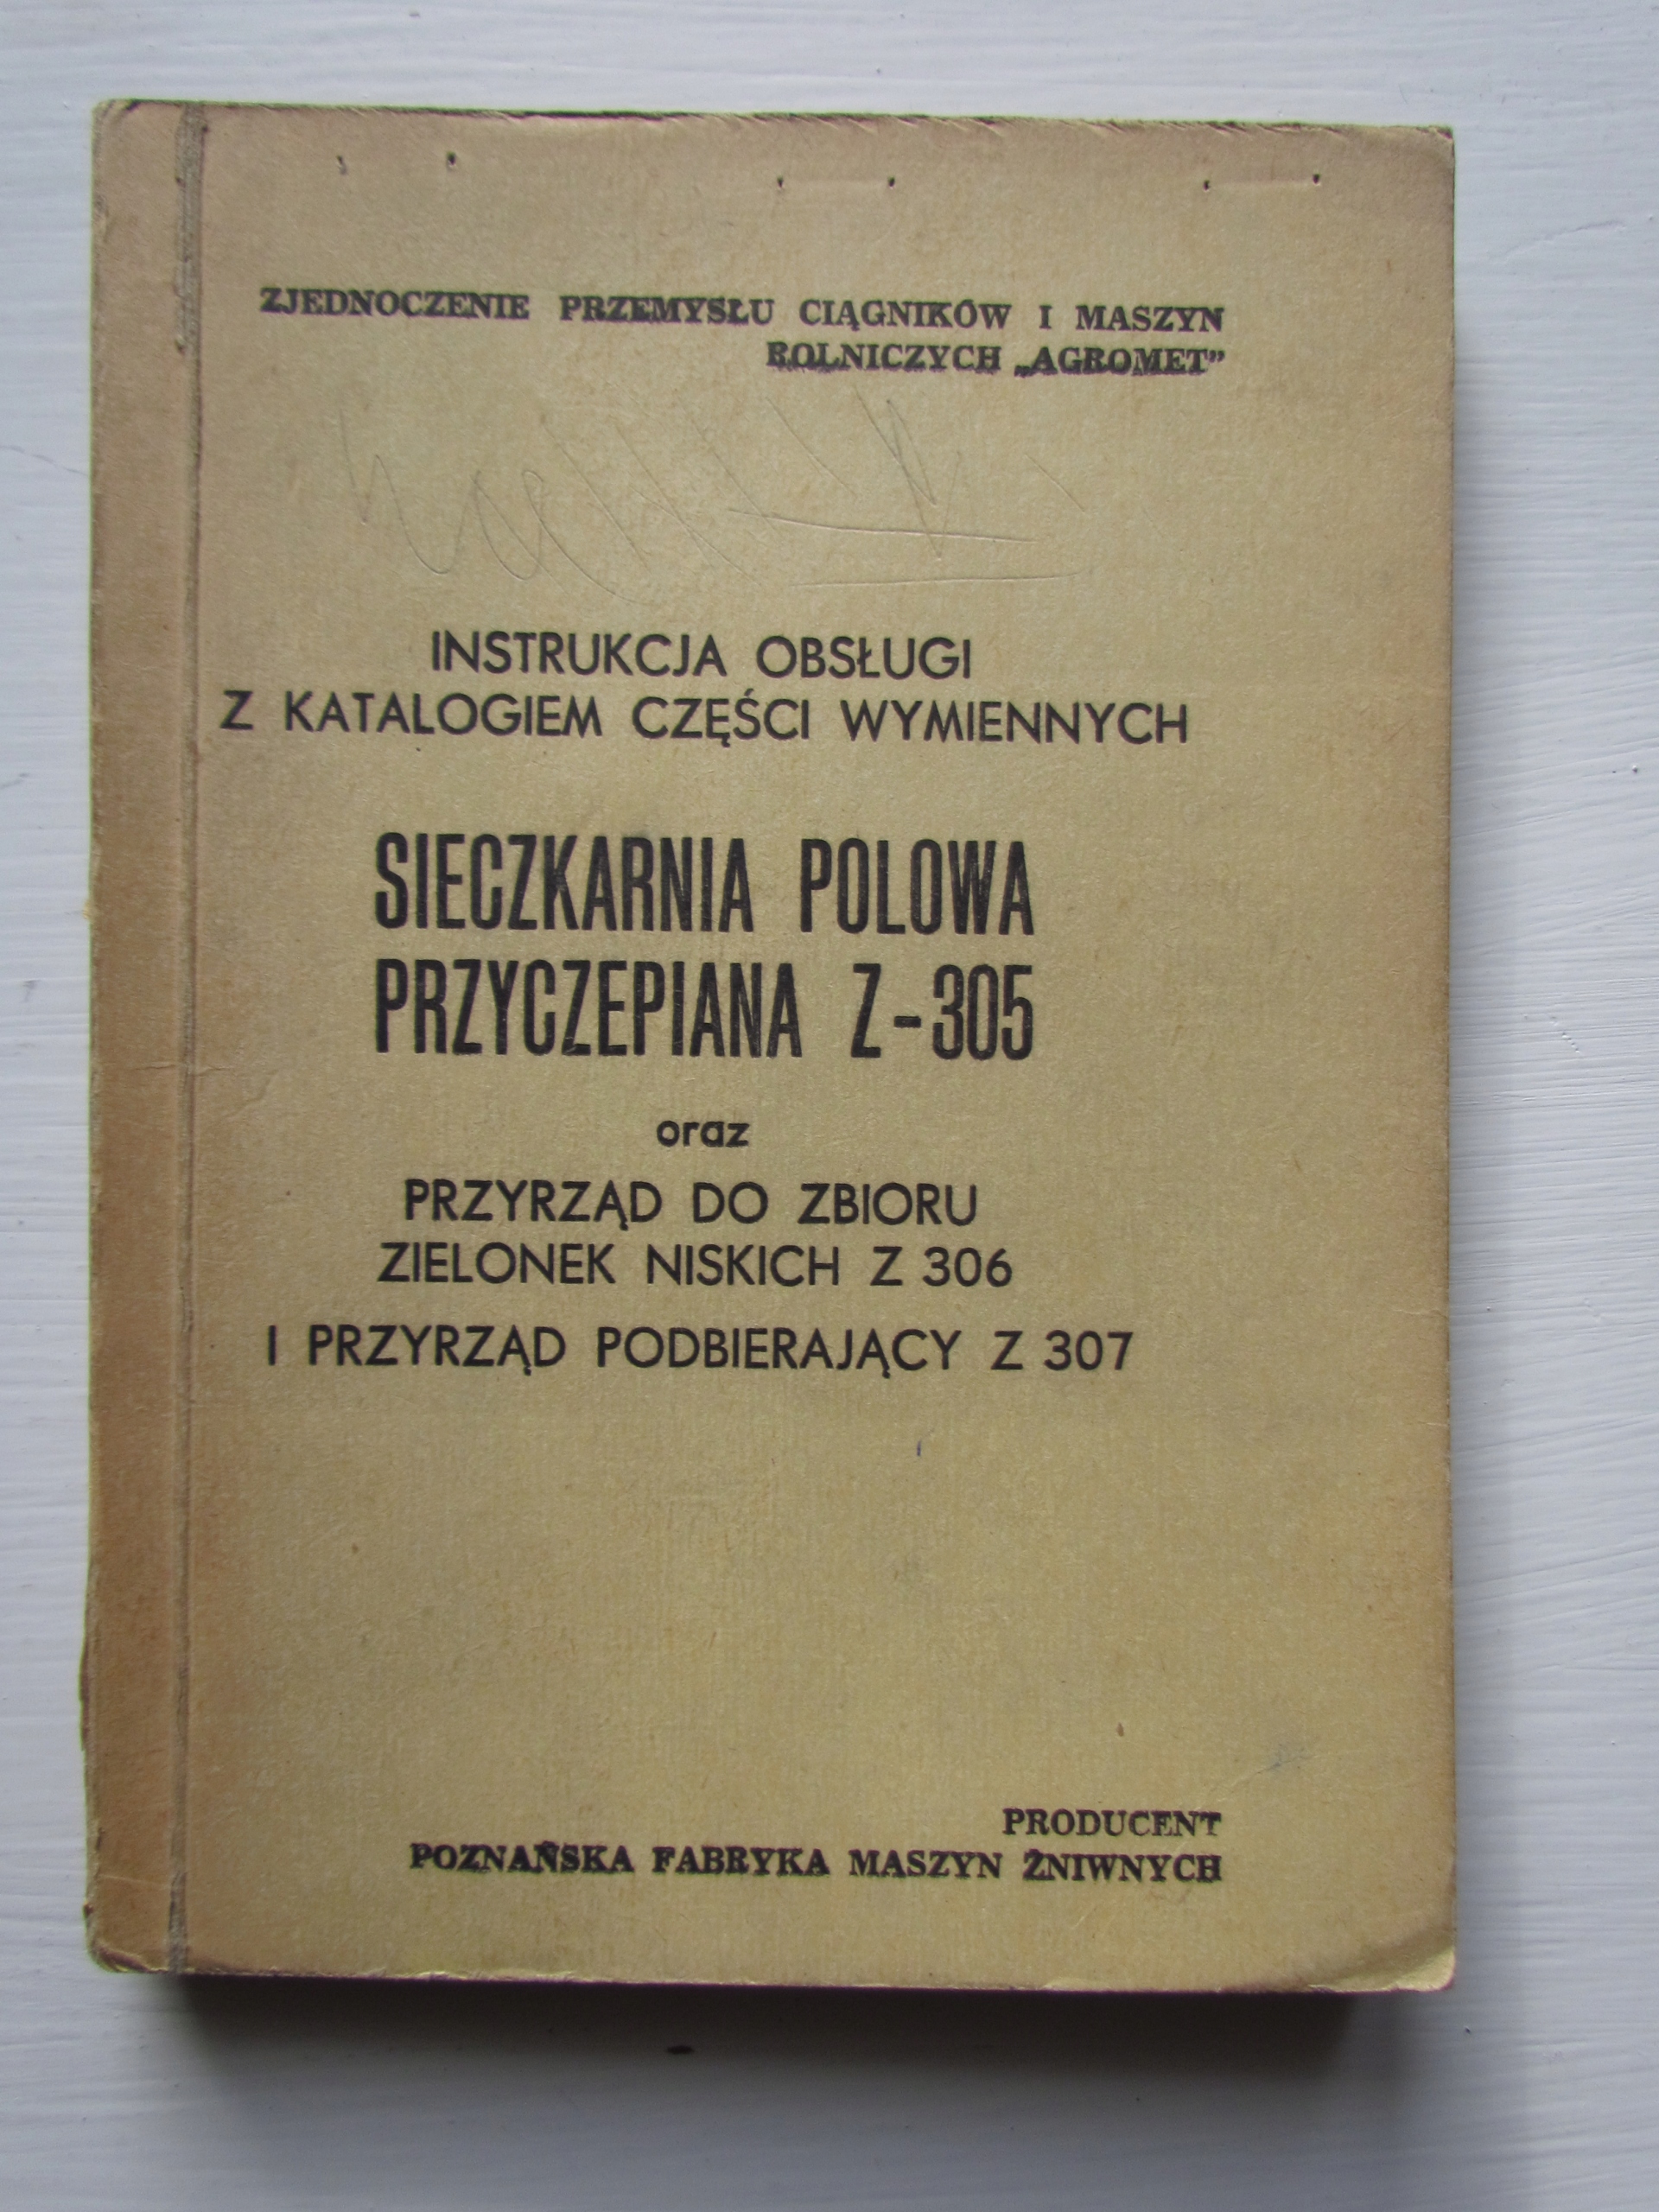 ZJEDNOCZENIE PRZEMYSŁU CIĄGNIKÓW I MASZYN
ROLNICZYCH „AGROMET”
INSTRUKCJA OBSŁUGI
Z KATALOGIEM CZĘŚCI WYMIENNYCH
SIECZKARNIA POLOWA
PRZYCZEPIANA Z-305
oraz
PRZYRZĄD DO ZBIORU
ZIELONEK NISKICH Z 306
I PRZYRZĄD PODBIERAJĄCY Z 307
PRODUCENT
POZNAŃSKA FABRYKA MASZYN ŻNIWNYCH